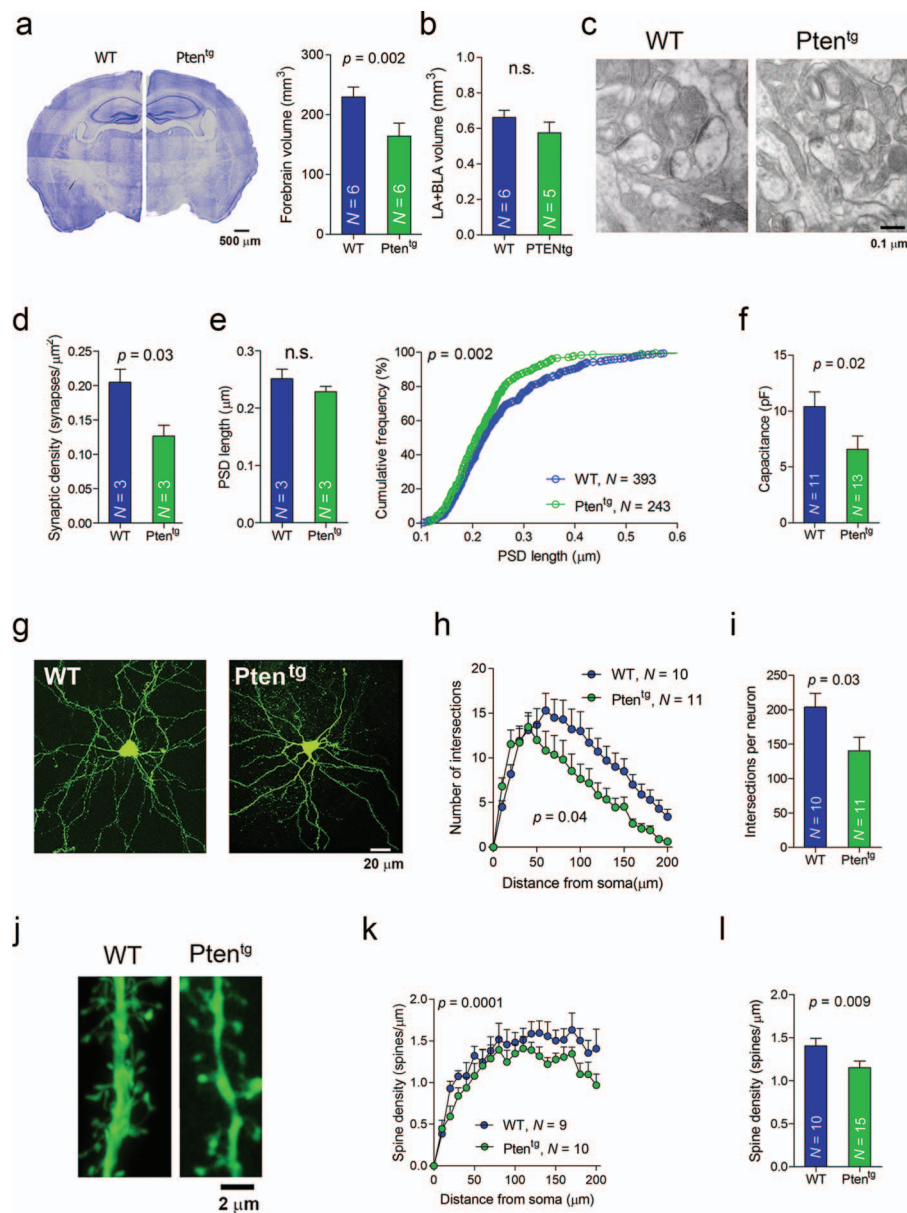 a
WT
Pten^tg
500 μm
Forebrain volume (mm³)
300
200
100
0
p = 0.002
N = 6
N = 6
WT
Pten^tg
b
LA+BLA volume (mm³)
1.0
0.8
0.6
0.4
0.2
0.0
n.s.
N = 6
N = 5
WT
PTENtg
c
WT
Pten^tg
0.1 μm
d
Synaptic density (synapses/μm²)
0.25
0.20
0.15
0.10
0.05
0.00
p = 0.03
N = 3
N = 3
WT
Pten^tg
e
PSD length (μm)
0.3
0.2
0.1
0.0
n.s.
N = 3
N = 3
WT
Pten^tg
Cumulative frequency (%)
100
80
60
40
20
0
p = 0.002
WT, N = 393
Pten^tg, N = 243
0.1 0.2 0.3 0.4 0.5 0.6
PSD length (μm)
f
Capacitance (pF)
15
10
5
0
p = 0.02
N = 11
N = 13
WT
Pten^tg
g
WT
Pten^tg
20 μm
h
Number of intersections
20
15
10
5
0
WT, N = 10
Pten^tg, N = 11
p = 0.04
0 50 100 150 200
Distance from soma(μm)
i
Intersections per neuron
250
200
150
100
50
0
p = 0.03
N = 10
N = 11
WT
Pten^tg
j
WT
Pten^tg
2 μm
k
Spine density (spines/μm)
2.0
1.5
1.0
0.5
0
p = 0.0001
WT, N = 9
Pten^tg, N = 10
0 50 100 150 200
Distance from soma (μm)
l
Spine density (spines/μm)
2.0
1.5
1.0
0.5
0.0
p = 0.009
N = 10
N = 15
WT
Pten^tg